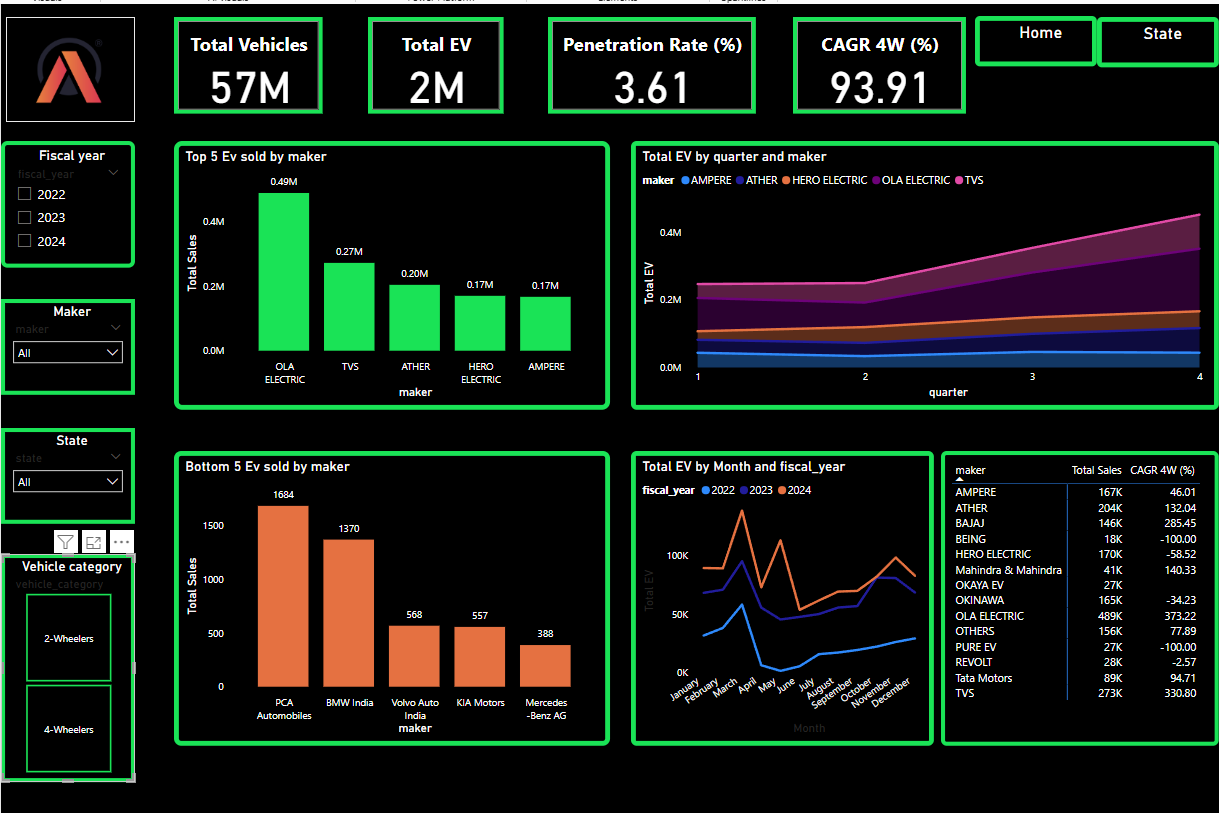 Total Vehicles
57M
Total EV
2M
Penetration Rate (%)
3.61
CAGR 4W (%)
93.91
Home
State
Fiscal year
fiscal_year
2022
2023
2024
Maker
maker
All
State
state
All
Vehicle category
vehicle_category
2-Wheelers
4-Wheelers
Top 5 Ev sold by maker
Total Sales
0.4M
0.2M
0.0M
0.49M
0.27M
0.20M
0.17M
0.17M
OLA
ELECTRIC
TVS
ATHER
HERO
ELECTRIC
AMPERE
maker
Total EV by quarter and maker
maker AMPERE ATHER HERO ELECTRIC OLA ELECTRIC TVS
Total EV
0.4M
0.2M
0.0M
1 2 3 4
quarter
Bottom 5 Ev sold by maker
Total Sales
1500
1000
500
0
1684
1370
568
557
388
PCA
Automobiles
BMW India
Volvo Auto
India
KIA Motors
Mercedes
-Benz AG
maker
Total EV by Month and fiscal_year
fiscal_year 2022 2023 2024
Total EV
100K
50K
0K
January
February
March
April
May
June
July
August
September
October
November
December
Month
maker Total Sales CAGR 4W (%)
AMPERE 167K 46.01
ATHER 204K 132.04
BAJAJ 146K 285.45
BEING 18K -100.00
HERO ELECTRIC 170K -58.52
Mahindra & Mahindra 41K 140.33
OKAYA EV 27K
OKINAWA 165K -34.23
OLA ELECTRIC 489K 373.22
OTHERS 156K 77.89
PURE EV 27K -100.00
REVOLT 28K -2.57
Tata Motors 89K 94.71
TVS 273K 330.80